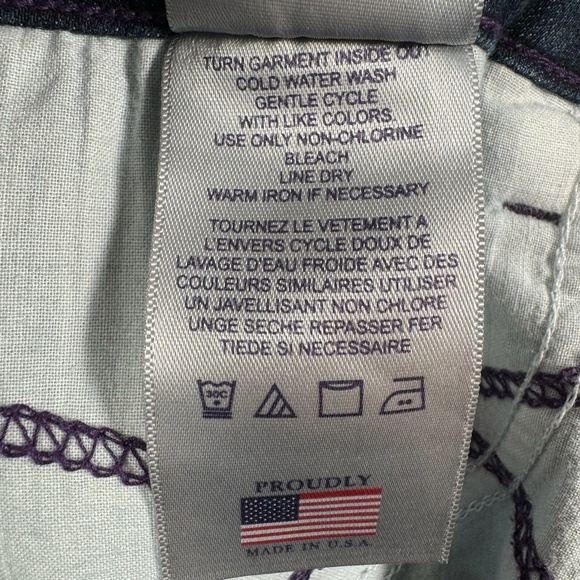 TURN GARMENT INSIDE OUT
COLD WATER WASH
GENTLE CYCLE
WITH LIKE COLORS
USE ONLY NON-CHLORINE
BLEACH
LINE DRY
WARM IRON IF NECESSARY
TOURNEZ LE VETEMENT A
L'ENVERS CYCLE DOUX DE
LAVAGE D'EAU FROIDE AVEC DES
COULEURS SIMILAIRES UTILISER
UN JAVELLISANT NON CHLORE
UNGE SECHE REPASSER FER
TIEDE SI NECESSAIRE
30C
PROUDLY
MADE IN U.S.A.